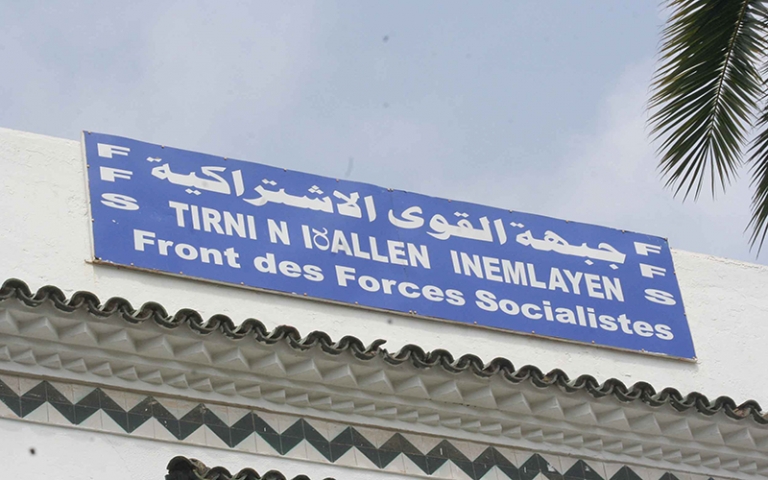 FFS
جبهة القوى الاشتراكية
TIRNI N IƔALLEN INEMLAYEN
Front des Forces Socialistes
FFS